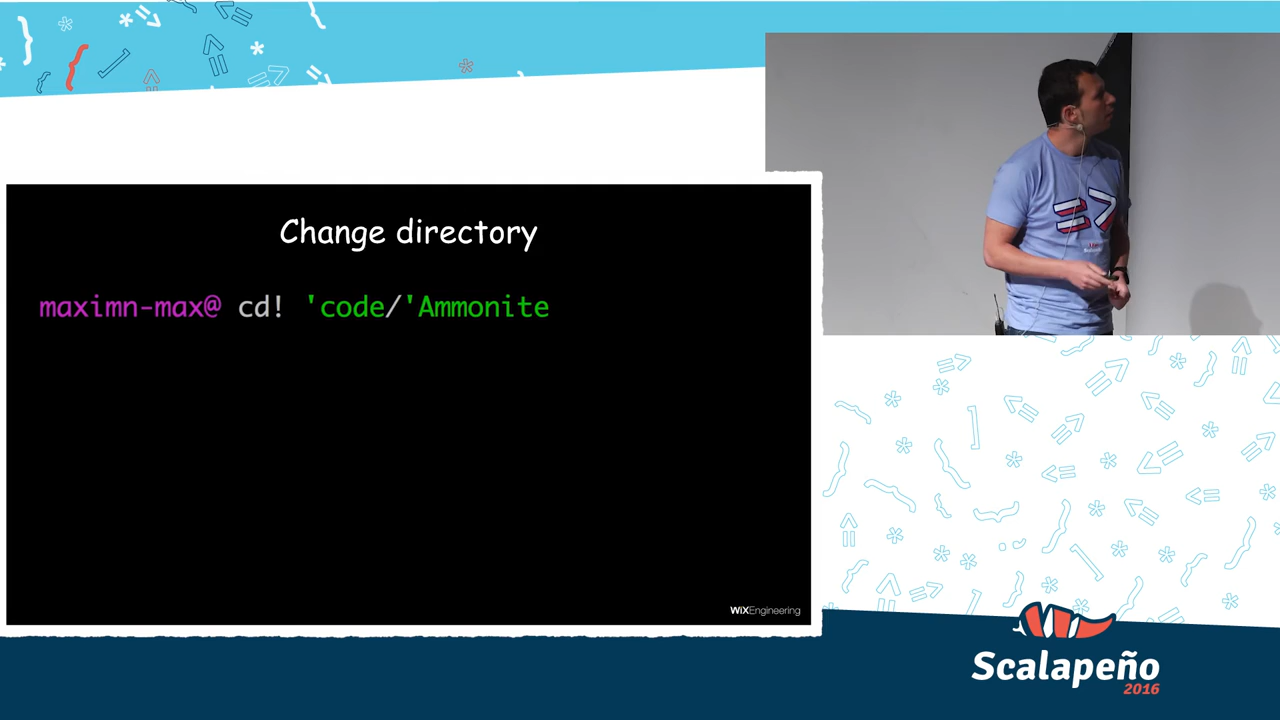 Change directory
maximn-max@ cd! 'code/'Ammonite
WiXEngineering
Scalapeño
2016